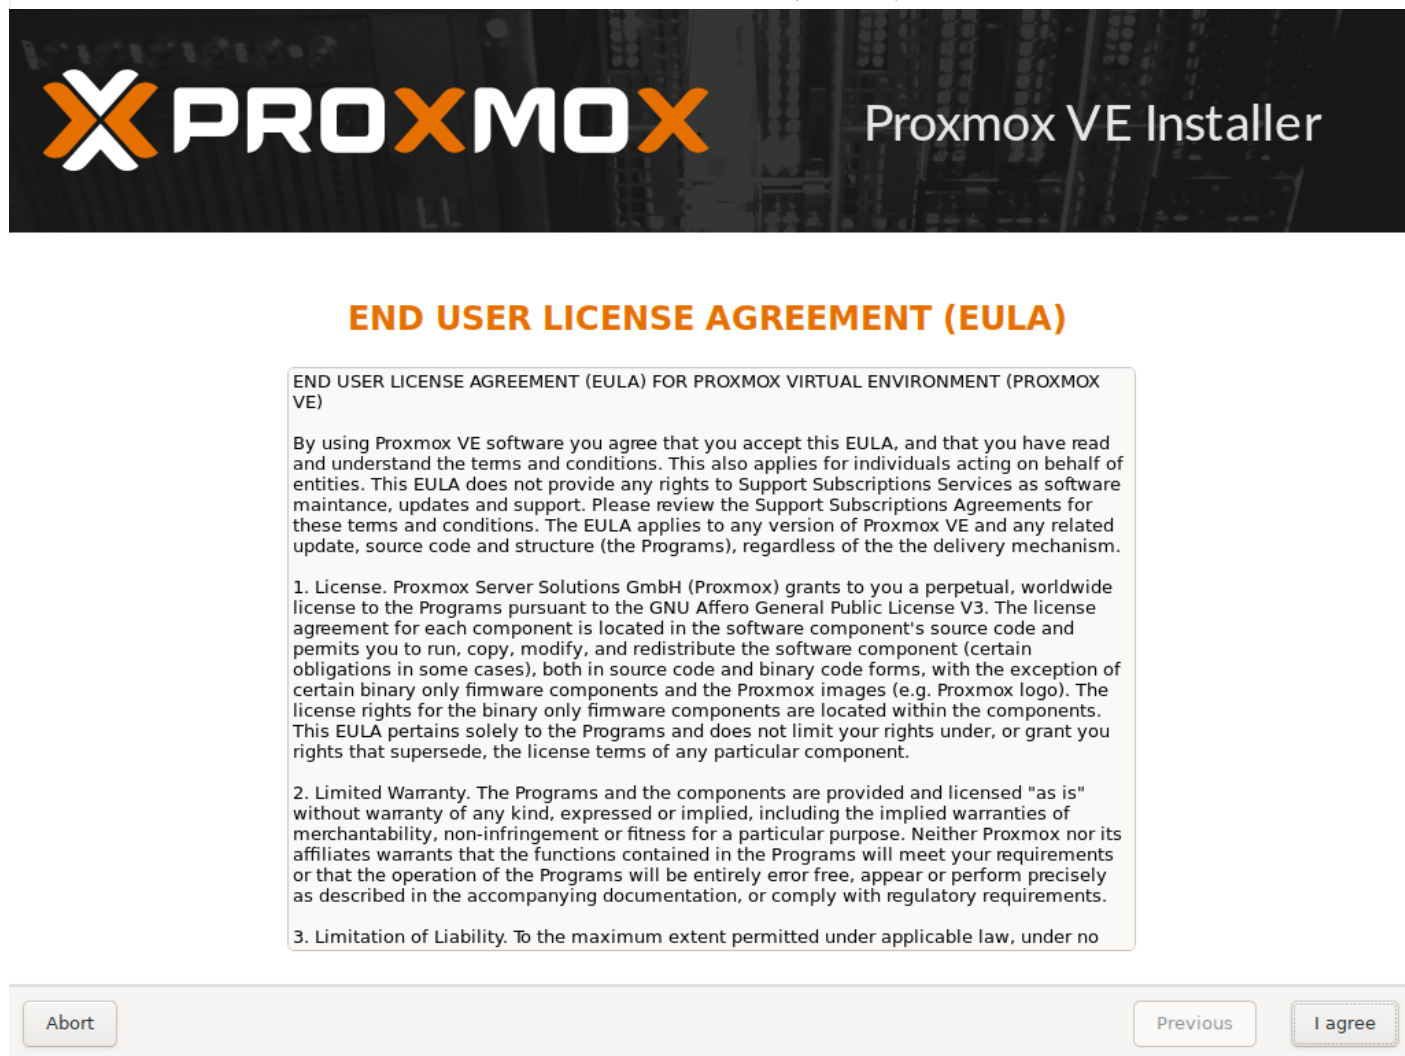 PROXMOX
Proxmox VE Installer
END USER LICENSE AGREEMENT (EULA)
END USER LICENSE AGREEMENT (EULA) FOR PROXMOX VIRTUAL ENVIRONMENT (PROXMOX
VE)
By using Proxmox VE software you agree that you accept this EULA, and that you have read
and understand the terms and conditions. This also applies for individuals acting on behalf of
entities. This EULA does not provide any rights to Support Subscriptions Services as software
maintance, updates and support. Please review the Support Subscriptions Agreements for
these terms and conditions. The EULA applies to any version of Proxmox VE and any related
update, source code and structure (the Programs), regardless of the the delivery mechanism.
1. License. Proxmox Server Solutions GmbH (Proxmox) grants to you a perpetual, worldwide
license to the Programs pursuant to the GNU Affero General Public License V3. The license
agreement for each component is located in the software component's source code and
permits you to run, copy, modify, and redistribute the software component (certain
obligations in some cases), both in source code and binary code forms, with the exception of
certain binary only firmware components and the Proxmox images (e.g. Proxmox logo). The
license rights for the binary only firmware components are located within the components.
This EULA pertains solely to the Programs and does not limit your rights under, or grant you
rights that supersede, the license terms of any particular component.
2. Limited Warranty. The Programs and the components are provided and licensed "as is"
without warranty of any kind, expressed or implied, including the implied warranties of
merchantability, non-infringement or fitness for a particular purpose. Neither Proxmox nor its
affiliates warrants that the functions contained in the Programs will meet your requirements
or that the operation of the Programs will be entirely error free, appear or perform precisely
as described in the accompanying documentation, or comply with regulatory requirements.
3. Limitation of Liability. To the maximum extent permitted under applicable law, under no
Abort
Previous
I agree